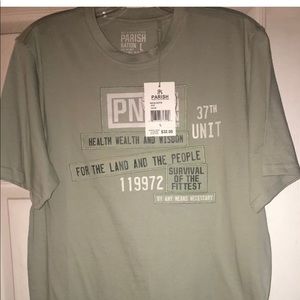 PARISH
NATION L
PN
PARISH
$32.00
37TH
UNIT
HEALTH WEALTH AND WISDOM
FOR THE LAND AND THE PEOPLE
119972
SURVIVAL
OF THE
FITTEST
BY ANY MEANS NECESSARY